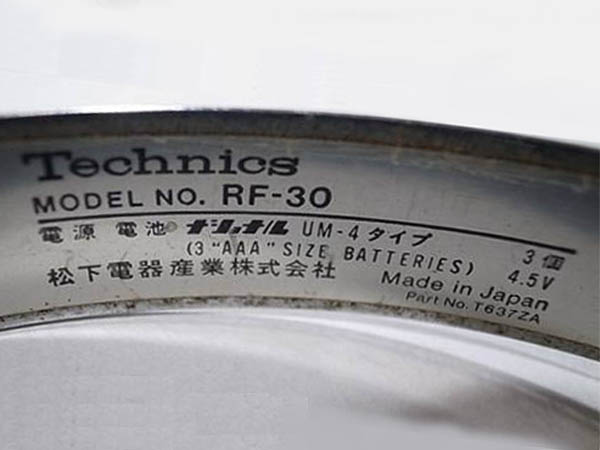 Technics
MODEL NO. RF-30
電源 電池 ナショナル UM-4タイプ 3個
(3 "AAA" SIZE BATTERIES) 4.5V
松下電器産業株式会社 Made in Japan
Part No. T637ZA